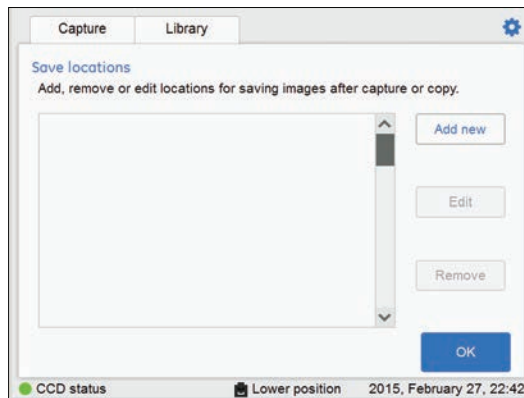 Capture Library
Save locations
Add, remove or edit locations for saving images after capture or copy.
Add new
Edit
Remove
OK
CCD status Lower position 2015, February 27, 22:42